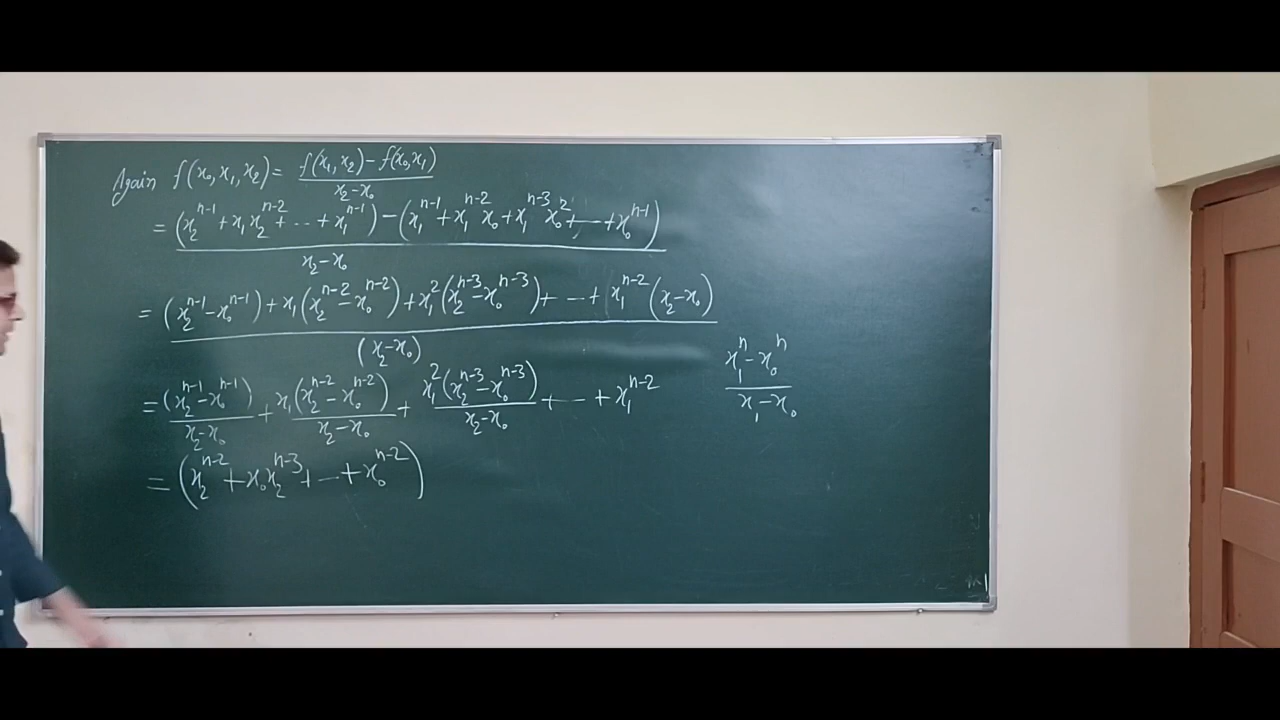 Again f(x₀,x₁,x₂) = (f(x₁,x₂) - f(x₀,x₁)) / (x₂-x₀)
= ((x₂ⁿ⁻¹ + x₁x₂ⁿ⁻² + ... + x₁ⁿ⁻¹) - (x₁ⁿ⁻¹ + x₁ⁿ⁻² x₀ + x₁ⁿ⁻³ x₀² + --- + x₀ⁿ⁻¹)) / (x₂-x₀)
= ((x₂ⁿ⁻¹ - x₀ⁿ⁻¹) + x₁(x₂ⁿ⁻² - x₀ⁿ⁻²) + x₁²(x₂ⁿ⁻³ - x₀ⁿ⁻³) + --- + x₁ⁿ⁻²(x₂-x₀)) / (x₂-x₀)
= (x₂ⁿ⁻¹ - x₀ⁿ⁻¹)/(x₂-x₀) + x₁(x₂ⁿ⁻² - x₀ⁿ⁻²)/(x₂-x₀) + x₁²(x₂ⁿ⁻³ - x₀ⁿ⁻³)/(x₂-x₀) + --- + x₁ⁿ⁻²
= (x₂ⁿ⁻² + x₀x₂ⁿ⁻³ + --- + x₀ⁿ⁻²)
(x₁ⁿ - x₀ⁿ) / (x₁-x₀)